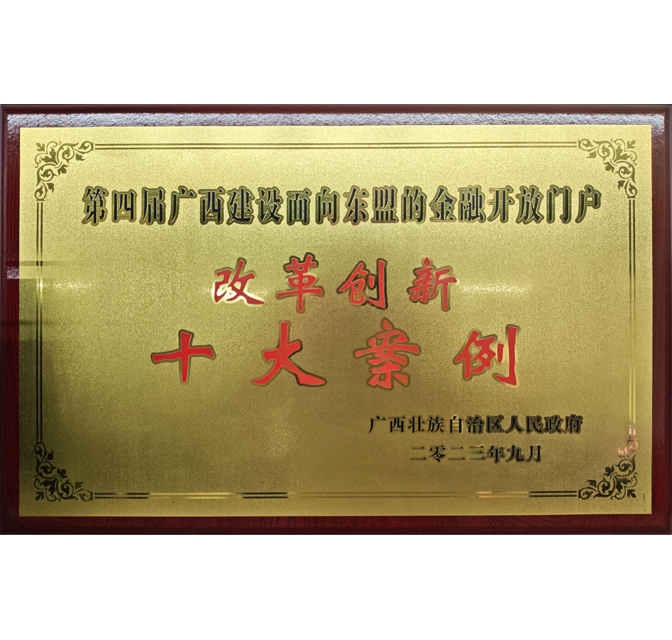 第四届广西建设面向东盟的金融开放门户
改革创新
十大案例
广西壮族自治区人民政府
二零二三年九月